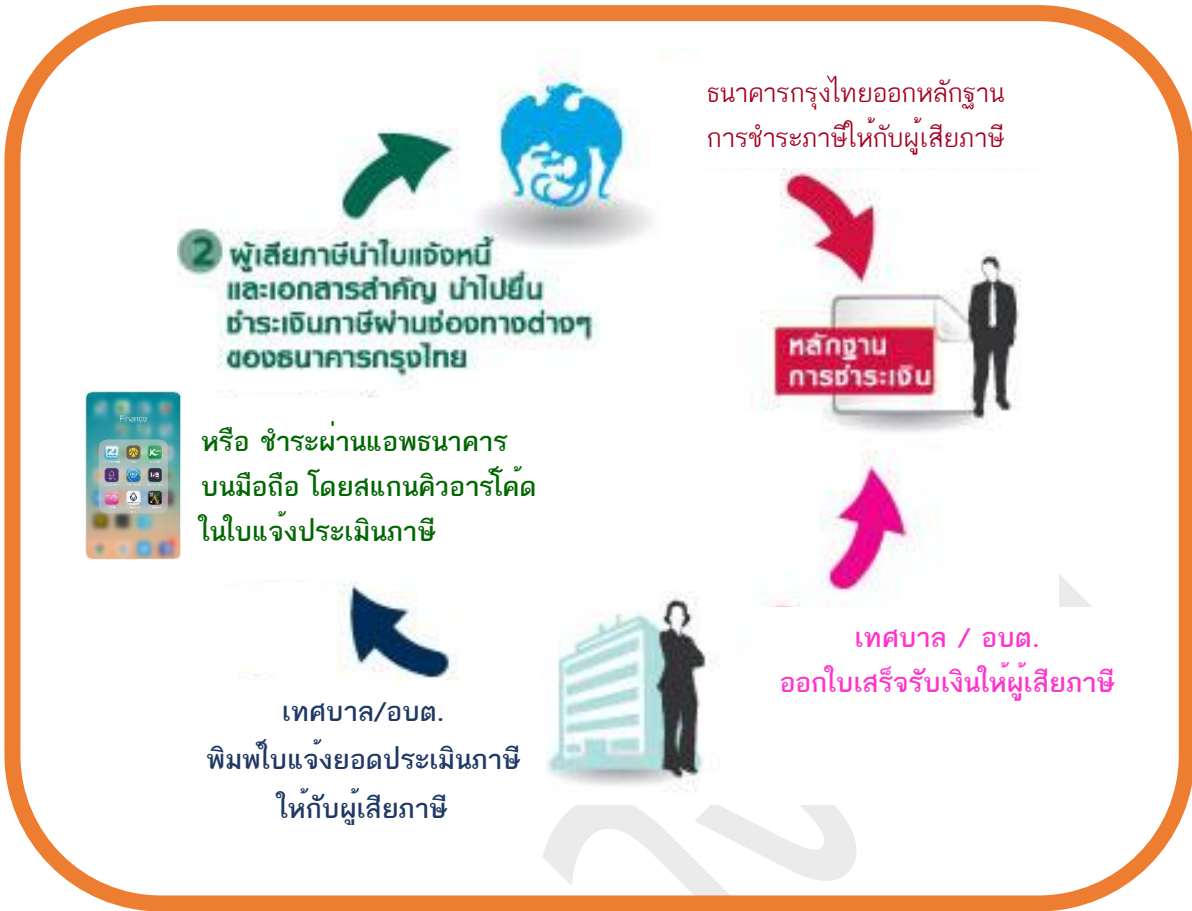 ธนาคารกรุงไทยออกหลักฐาน
การชำระภาษีให้กับผู้เสียภาษี
2 ผู้เสียภาษีนำใบแจ้งหนี้
และเอกสารสำคัญ นำไปยื่น
ชำระเงินภาษีผ่านช่องทางต่างๆ
ของธนาคารกรุงไทย
หลักฐาน
การชำระเงิน
Finance
หรือ ชำระผ่านแอพธนาคาร
บนมือถือ โดยสแกนคิวอาร์โค้ด
ในใบแจ้งประเมินภาษี
เทศบาล / อบต.
ออกใบเสร็จรับเงินให้ผู้เสียภาษี
เทศบาล/อบต.
พิมพ์ใบแจ้งยอดประเมินภาษี
ให้กับผู้เสียภาษี